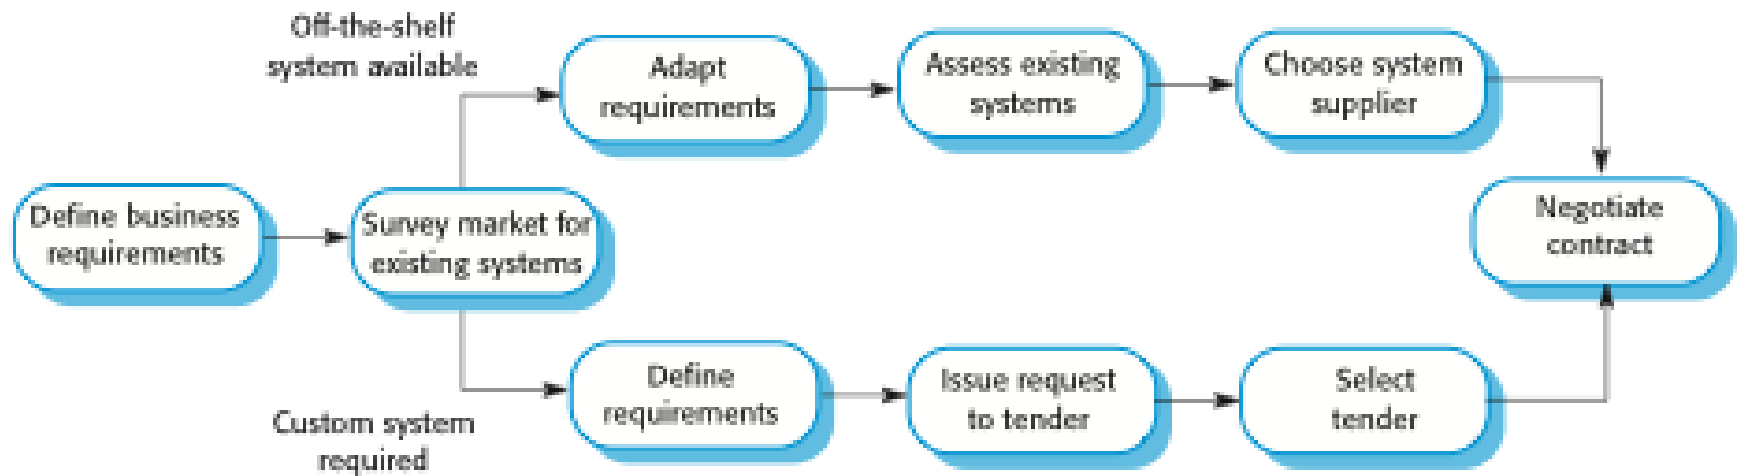 Off-the-shelf
system available
Adapt
requirements
Assess existing
systems
Choose system
supplier
Define business
requirements
Survey market for
existing systems
Negotiate
contract
Custom system
required
Define
requirements
Issue request
to tender
Select
tender